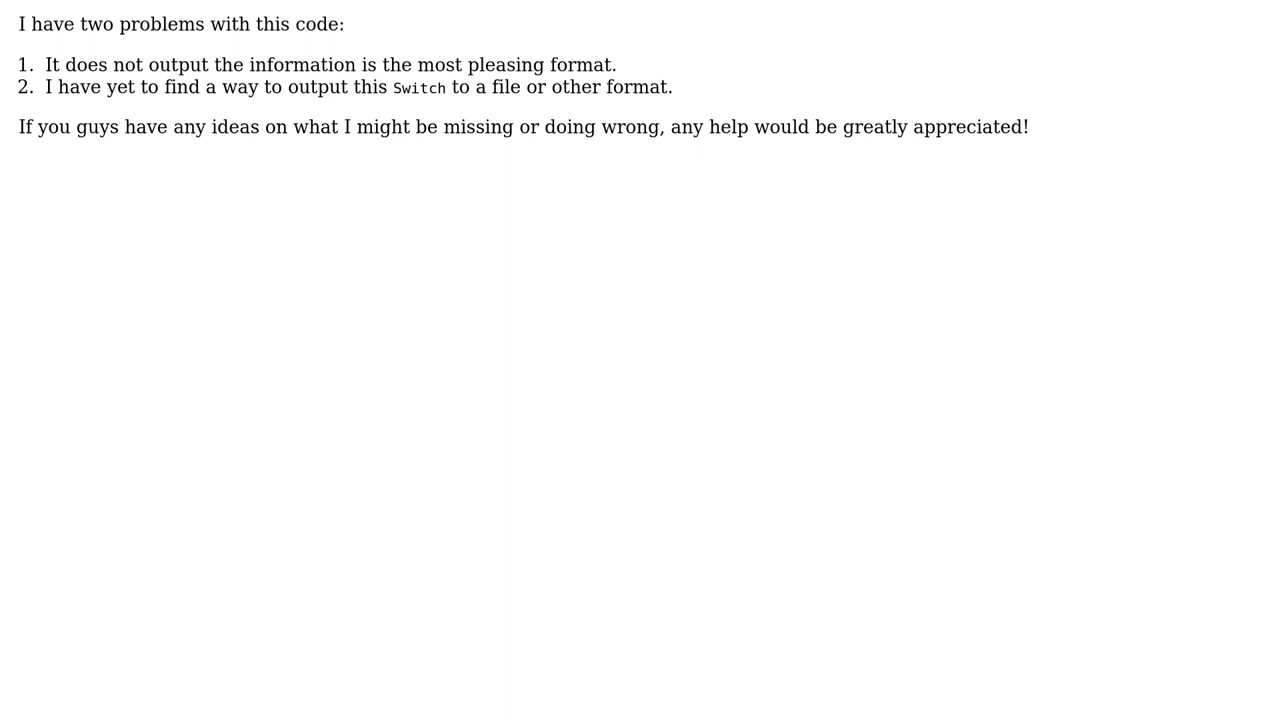 I have two problems with this code:
1. It does not output the information is the most pleasing format.
2. I have yet to find a way to output this Switch to a file or other format.
If you guys have any ideas on what I might be missing or doing wrong, any help would be greatly appreciated!